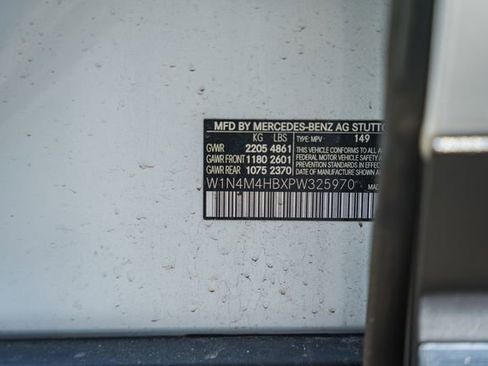 MFD BY MERCEDES-BENZ AG STUTTG
KG LBS TYPE: MPV 149
GVWR 2205 4861 THIS VEHICLE CONFORMS TO ALL
GAWR FRONT 1180 2601 FEDERAL MOTOR VEHICLE SAFETY
GAWR REAR 1075 2370 PREVENTION STANDARDS IN EFFECT
DATE OF MANUFACTURE SHOWN
W1N4M4HBXPW325970 MAD